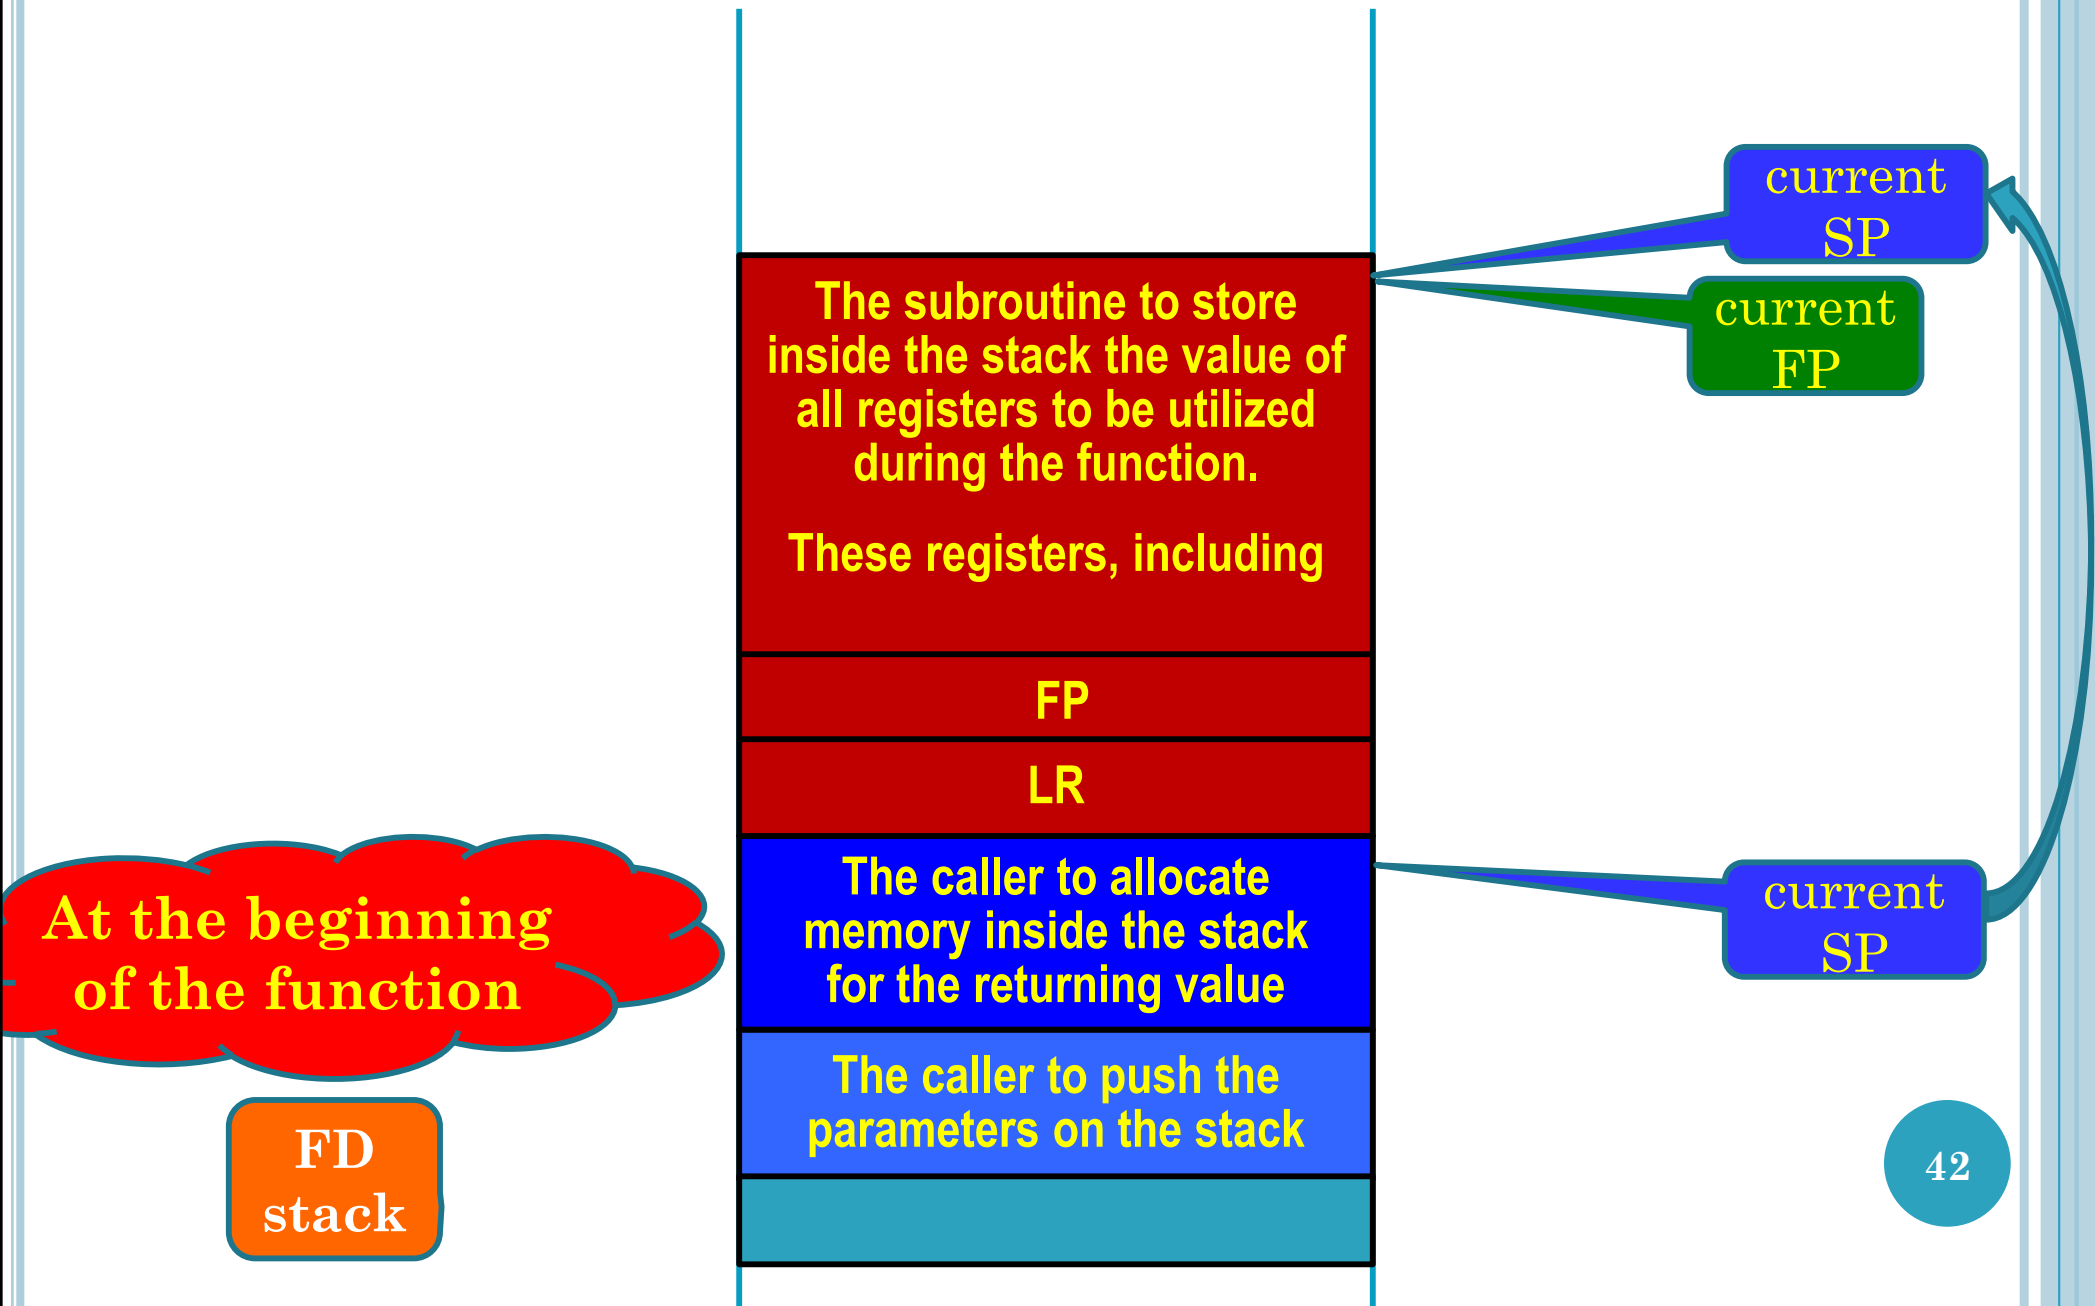 current
SP
current
FP
The subroutine to store
inside the stack the value of
all registers to be utilized
during the function.
These registers, including
FP
LR
The caller to allocate
memory inside the stack
for the returning value
current
SP
At the beginning
of the function
The caller to push the
parameters on the stack
FD
stack
42